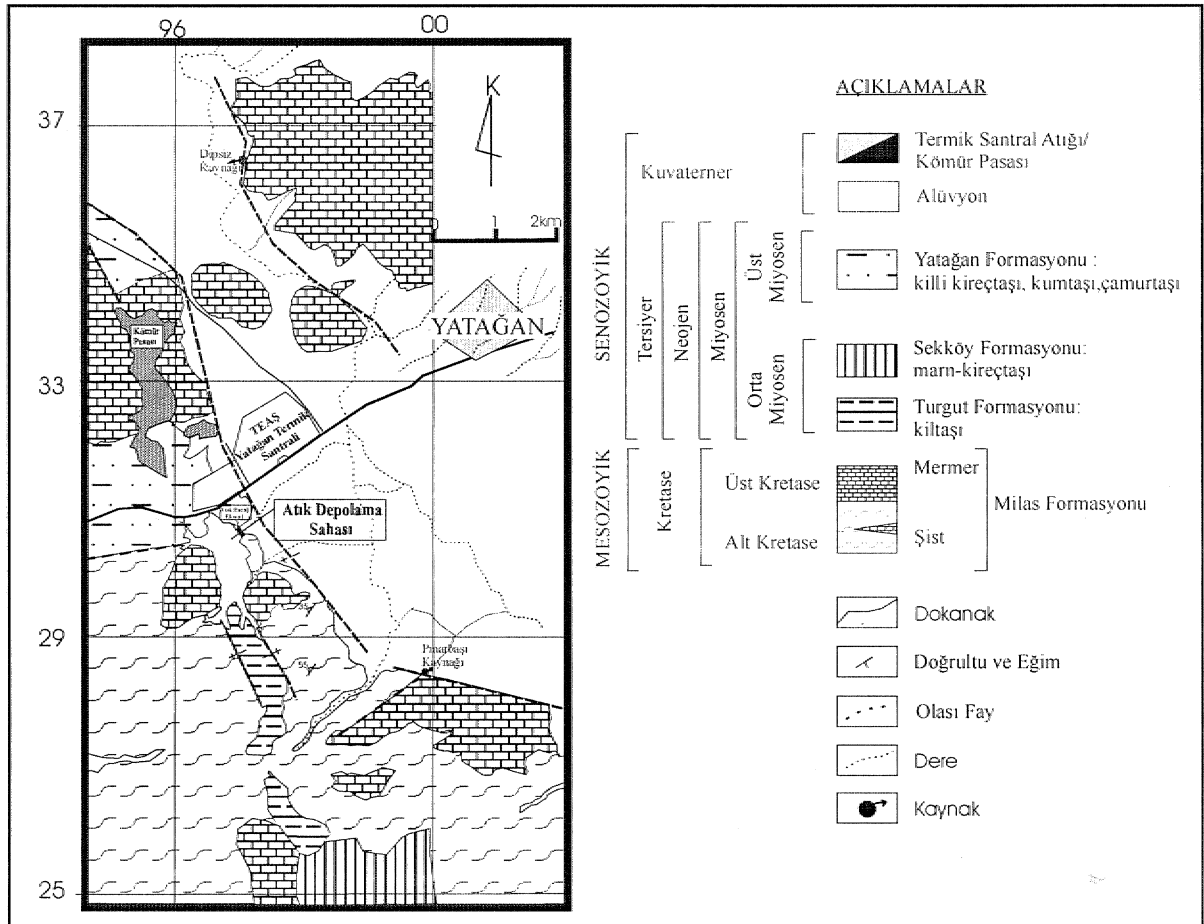 96
00
37
33
29
25
K
0 1 2km
Dipsiz
Kaynağı
YATAĞAN
Kömür
Pasası
TEAŞ
Yatağan Termik
Santrali
Atık Depolama
Sahası
Pınarbaşı
Kaynağı
35
55
AÇIKLAMALAR
SENOZOYİK
Kuvaterner
Tersiyer
Neojen
Miyosen
Üst
Miyosen
Orta
Miyosen
MESOZOYİK
Kretase
Üst Kretase
Alt Kretase
Termik Santral Atığı/
Kömür Pasası
Alüvyon
Yatağan Formasyonu :
killi kireçtaşı, kumtaşı,çamurtaşı
Sekköy Formasyonu:
marn-kireçtaşı
Turgut Formasyonu:
kiltaşı
Mermer
Şist
Milas Formasyonu
Dokanak
Doğrultu ve Eğim
Olası Fay
Dere
Kaynak